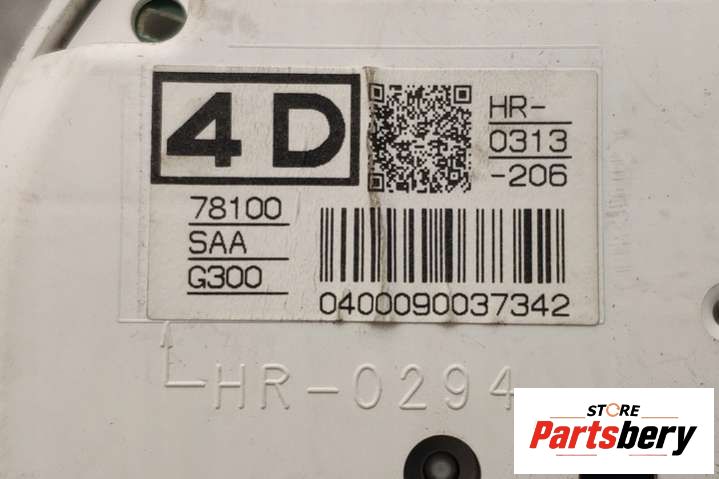 4D
HR-
0313
-206
78100
SAA
G300
0400090037342
HR-0294
STORE
Partsbery